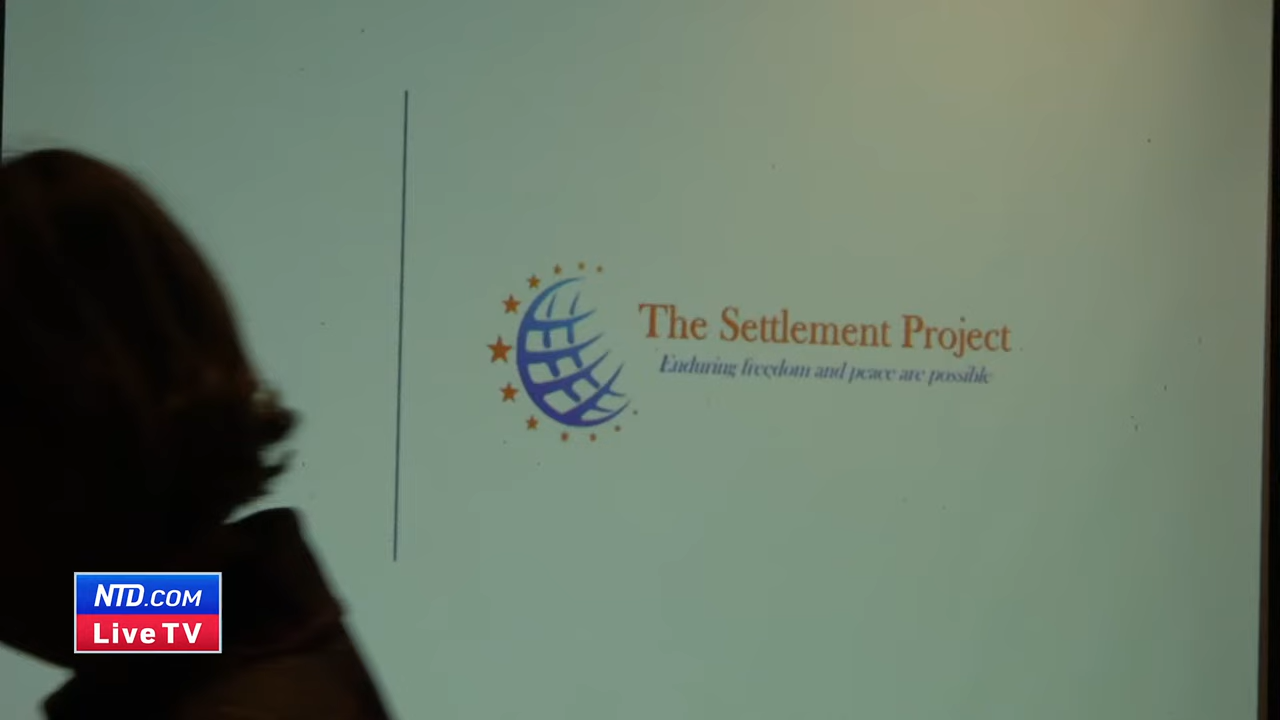 The Settlement Project
Enduring freedom and peace are possible
NTD.COM
Live TV